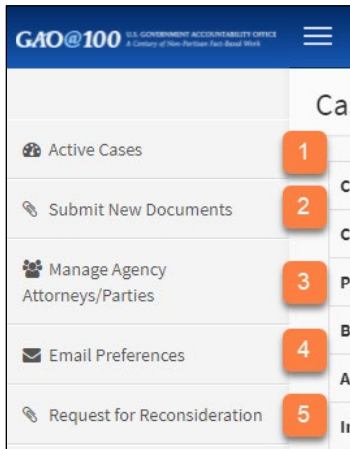 GAO@100 U.S. GOVERNMENT ACCOUNTABILITY OFFICE
A Century of Non-Partisan Fact-Based Work
Ca
Active Cases 1
C
Submit New Documents 2
C
Manage Agency
Attorneys/Parties 3
P
B
Email Preferences 4
A
Request for Reconsideration 5
In